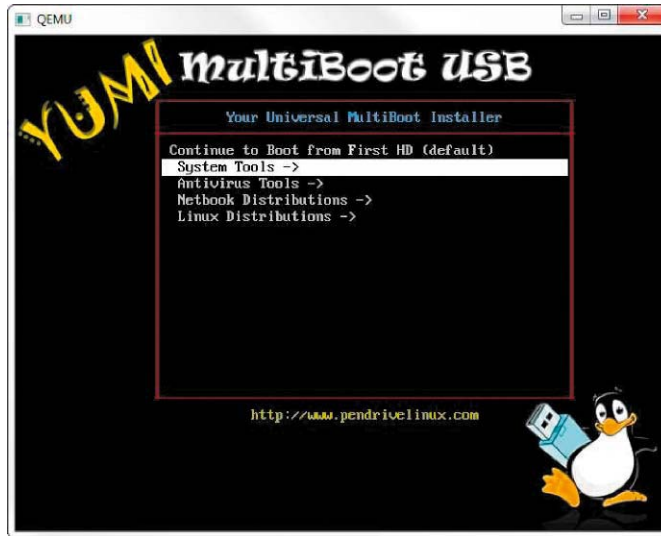 QEMU
YUMI MultiBoot USB
Your Universal MultiBoot Installer
Continue to Boot from First HD (default)
System Tools ->
Antivirus Tools ->
Netbook Distributions ->
Linux Distributions ->
http://www.pendrivelinux.com